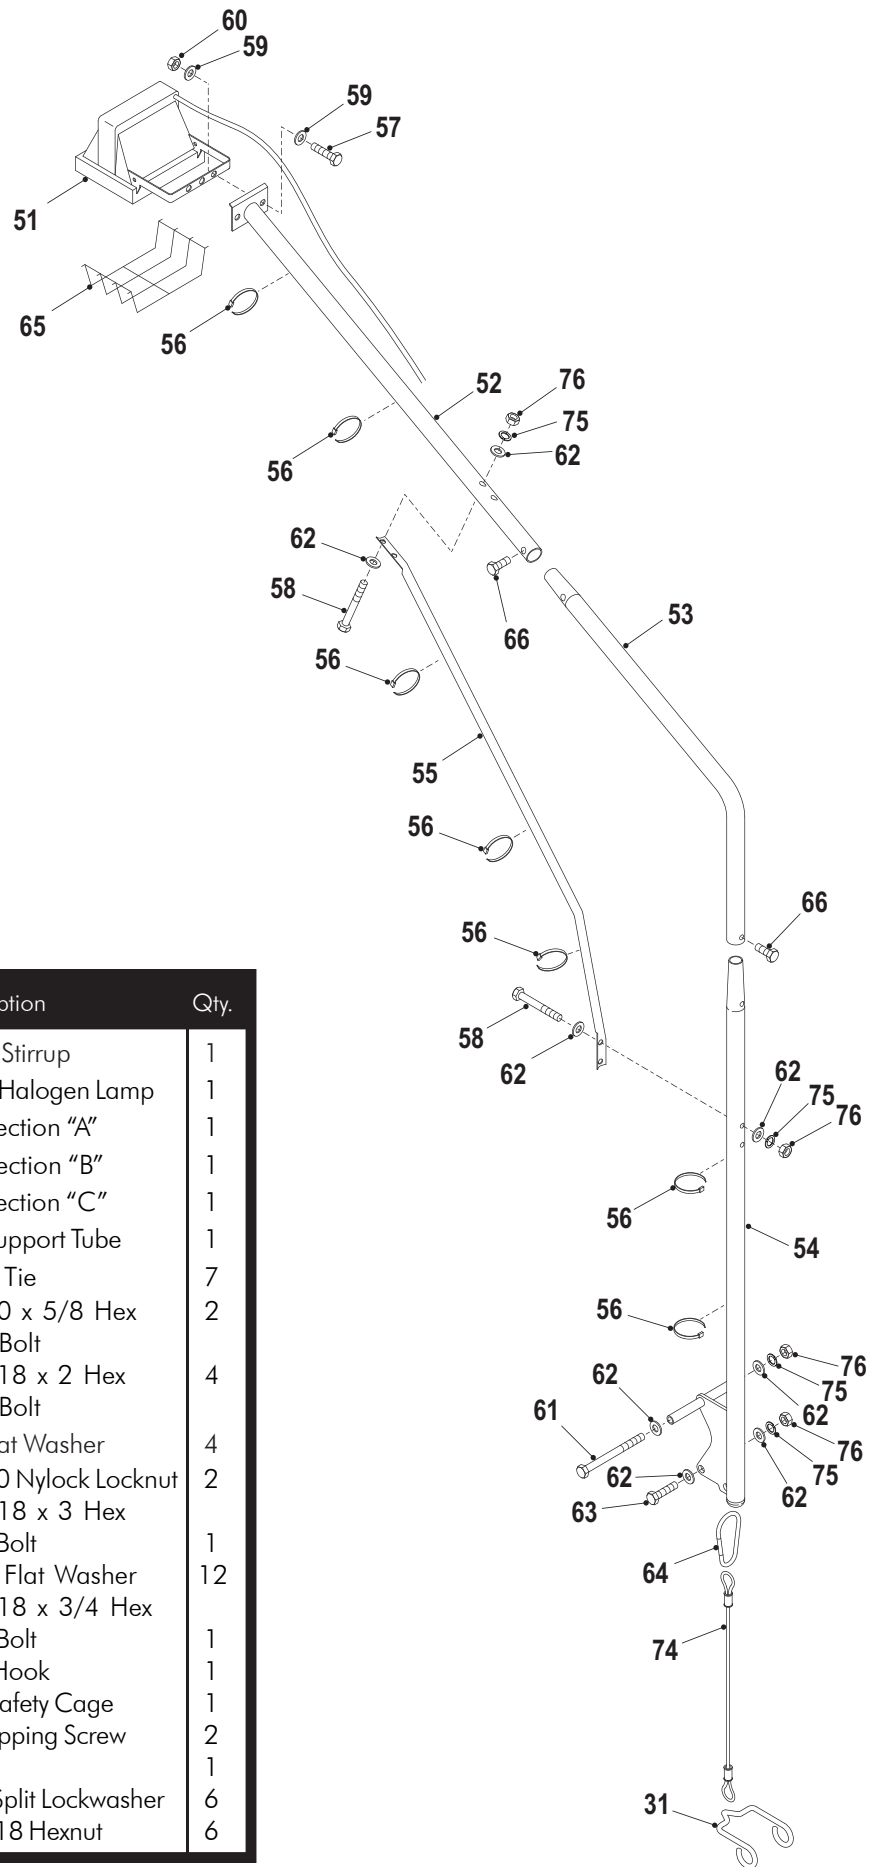 60
59
59
57
51
65
56
52
76
75
62
56
62
58
66
53
56
55
56
66
56
58
62
62
75
76
56
54
56
76
75
62
62
61
76
75
62
62
63
64
74
31
ption Qty.
Stirrup 1
Halogen Lamp 1
ection “A” 1
ection “B” 1
ection “C” 1
upport Tube 1
Tie 7
0 x 5/8 Hex 2
Bolt
18 x 2 Hex 4
Bolt
at Washer 4
0 Nylock Locknut 2
18 x 3 Hex
Bolt 1
Flat Washer 12
18 x 3/4 Hex
Bolt 1
Hook 1
afety Cage 1
pping Screw 2
1
Split Lockwasher 6
18 Hexnut 6